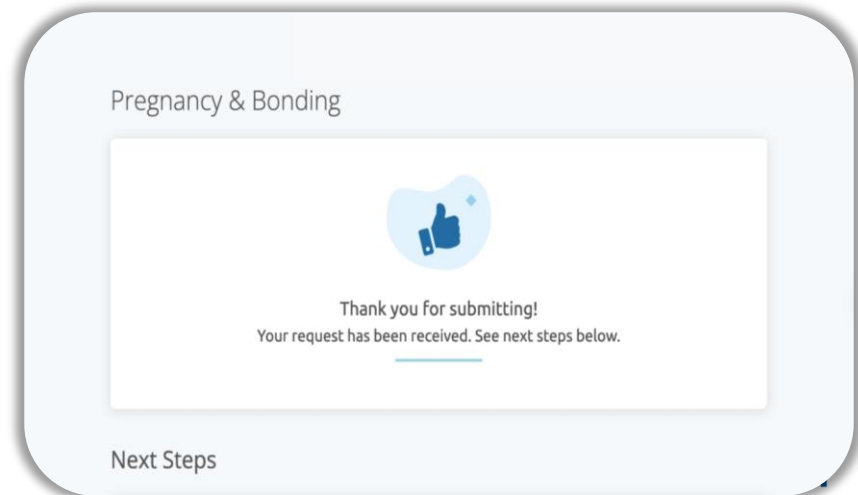 Pregnancy & Bonding
Thank you for submitting!
Your request has been received. See next steps below.
Next Steps